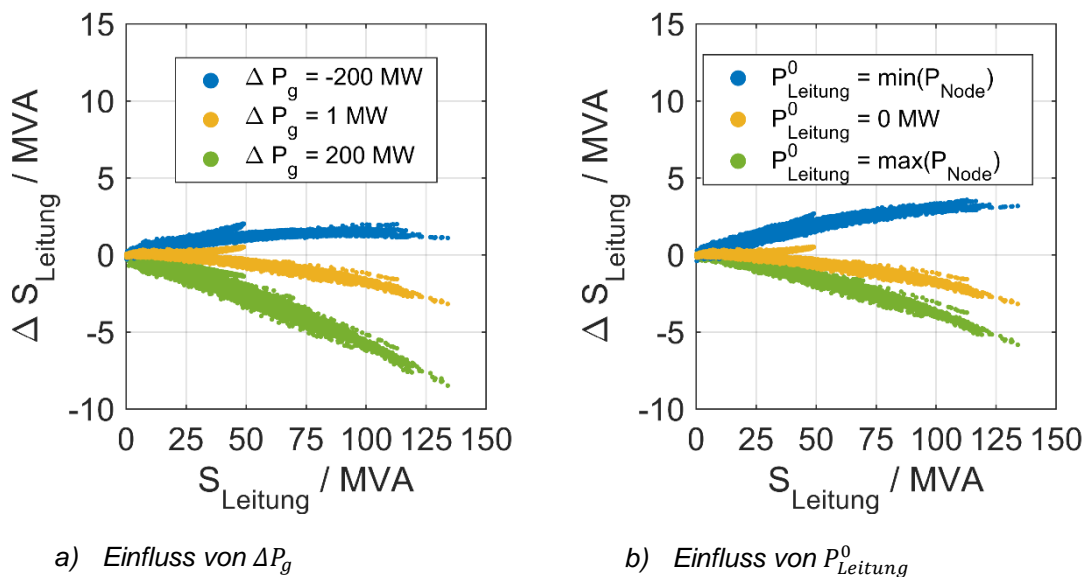 15
10
5
0
-5
-10
Δ S_Leitung / MVA
Δ P_g = -200 MW
Δ P_g = 1 MW
Δ P_g = 200 MW
0 25 50 75 100 125 150
S_Leitung / MVA
a) Einfluss von ΔP_g
15
10
5
0
-5
-10
Δ S_Leitung / MVA
P^0_Leitung = min(P_Node)
P^0_Leitung = 0 MW
P^0_Leitung = max(P_Node)
0 25 50 75 100 125 150
S_Leitung / MVA
b) Einfluss von P^0_Leitung